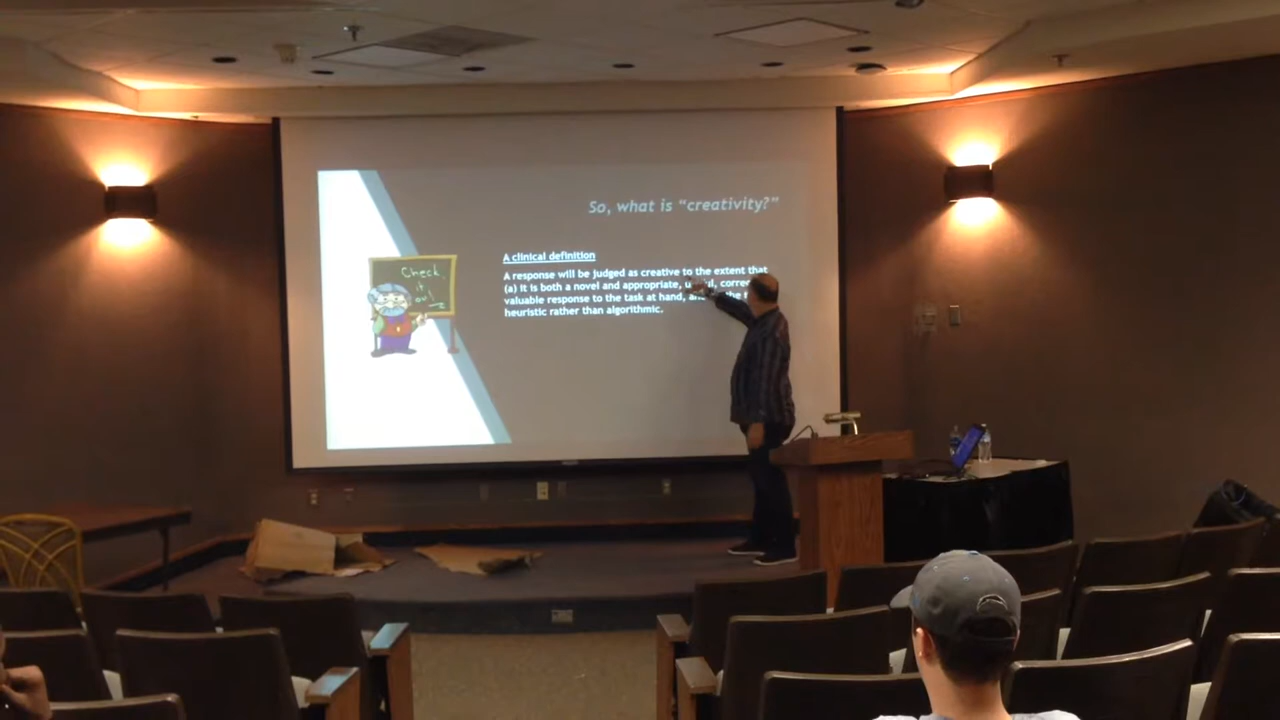 So, what is “creativity?”
A clinical definition
A response will be judged as creative to the extent that
(a) it is both a novel and appropriate,
valuable response to the task at hand,
heuristic rather than algorithmic.
Check
it
out